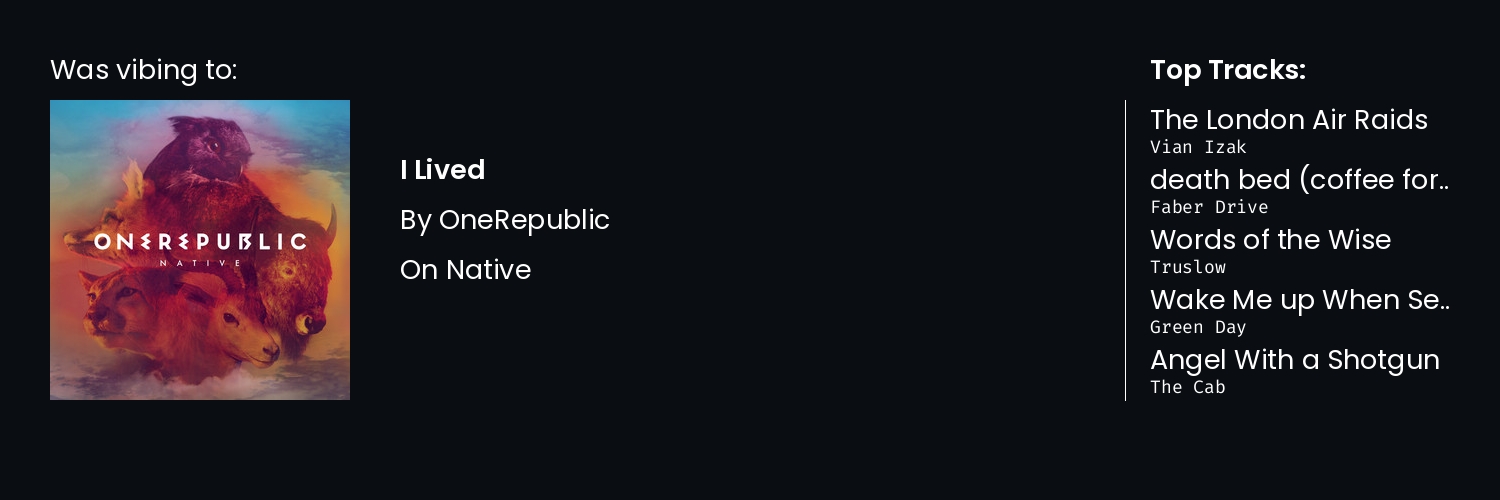 Was vibing to:
ONEREPUBLIC
NATIVE
I Lived
By OneRepublic
On Native
Top Tracks:
The London Air Raids
Vian Izak
death bed (coffee for..
Faber Drive
Words of the Wise
Truslow
Wake Me up When Se..
Green Day
Angel With a Shotgun
The Cab